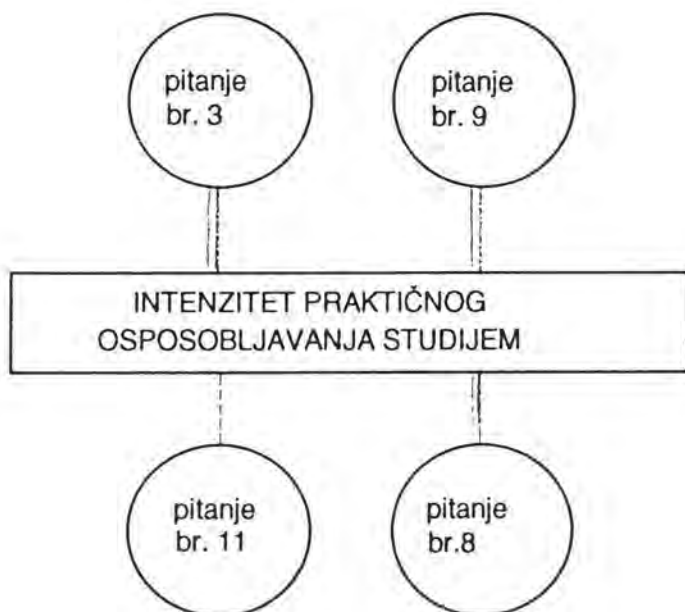 pitanje
br. 3
pitanje
br. 9
INTENZITET PRAKTIČNOG
OSPOSOBLJAVANJA STUDIJEM
pitanje
br. 11
pitanje
br.8